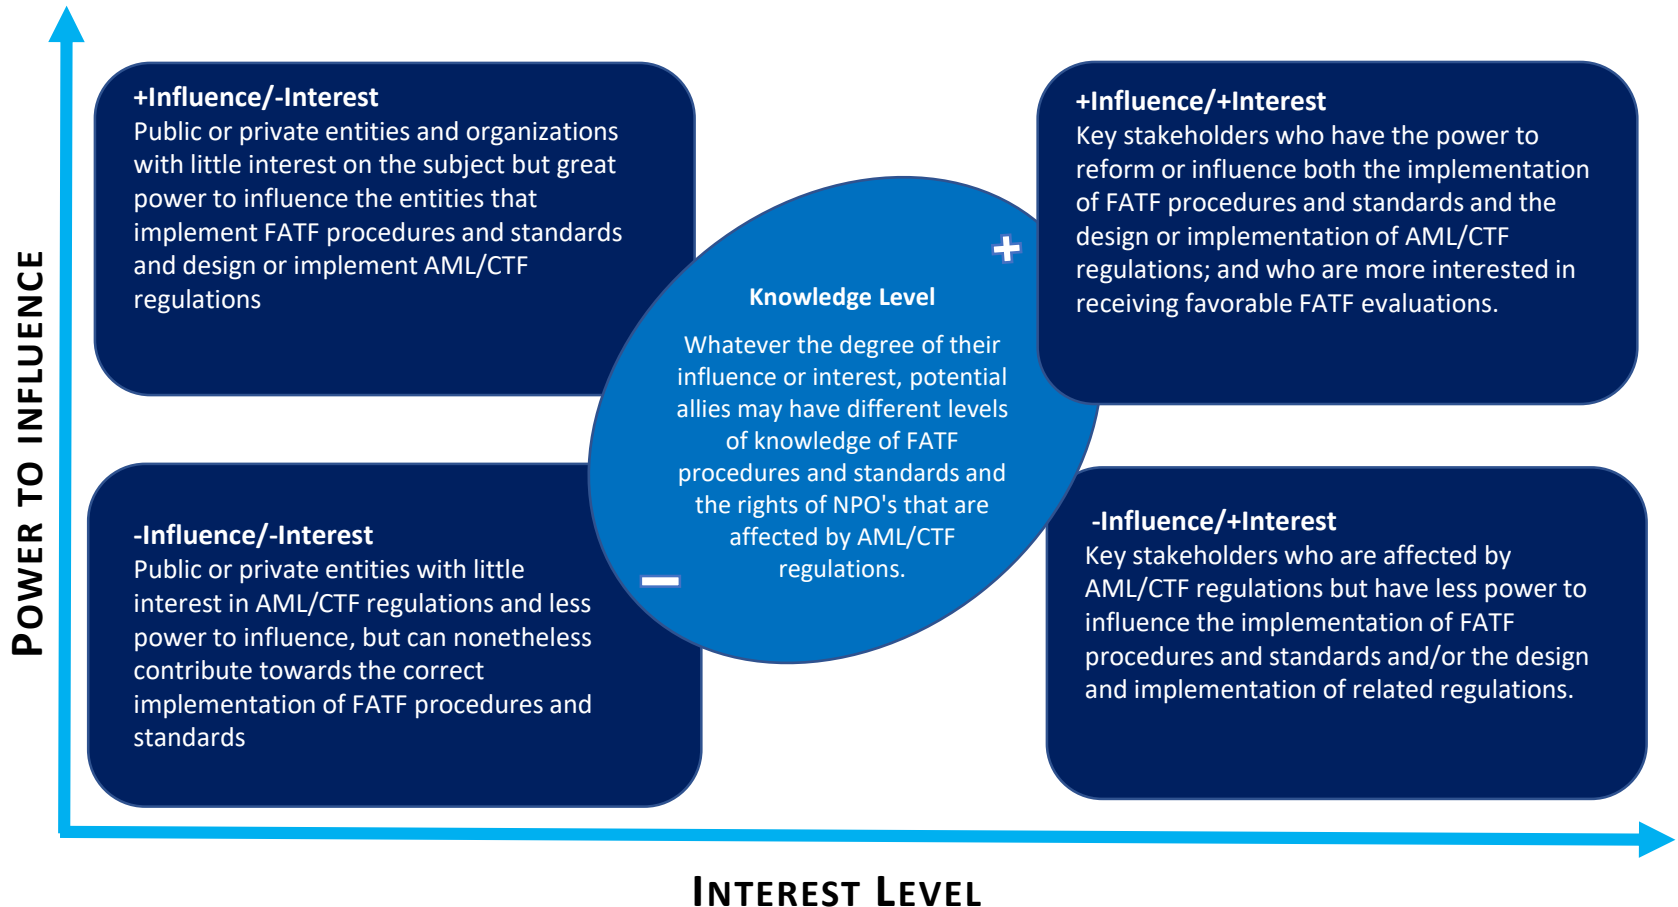 POWER TO INFLUENCE
+Influence/-Interest
Public or private entities and organizations
with little interest on the subject but great
power to influence the entities that
implement FATF procedures and standards
and design or implement AML/CTF
regulations
+Influence/+Interest
Key stakeholders who have the power to
reform or influence both the implementation
of FATF procedures and standards and the
design or implementation of AML/CTF
regulations; and who are more interested in
receiving favorable FATF evaluations.
+
Knowledge Level
Whatever the degree of their
influence or interest, potential
allies may have different levels
of knowledge of FATF
procedures and standards and
the rights of NPO's that are
affected by AML/CTF
regulations.
−
-Influence/-Interest
Public or private entities with little
interest in AML/CTF regulations and less
power to influence, but can nonetheless
contribute towards the correct
implementation of FATF procedures and
standards
-Influence/+Interest
Key stakeholders who are affected by
AML/CTF regulations but have less power to
influence the implementation of FATF
procedures and standards and/or the design
and implementation of related regulations.
INTEREST LEVEL